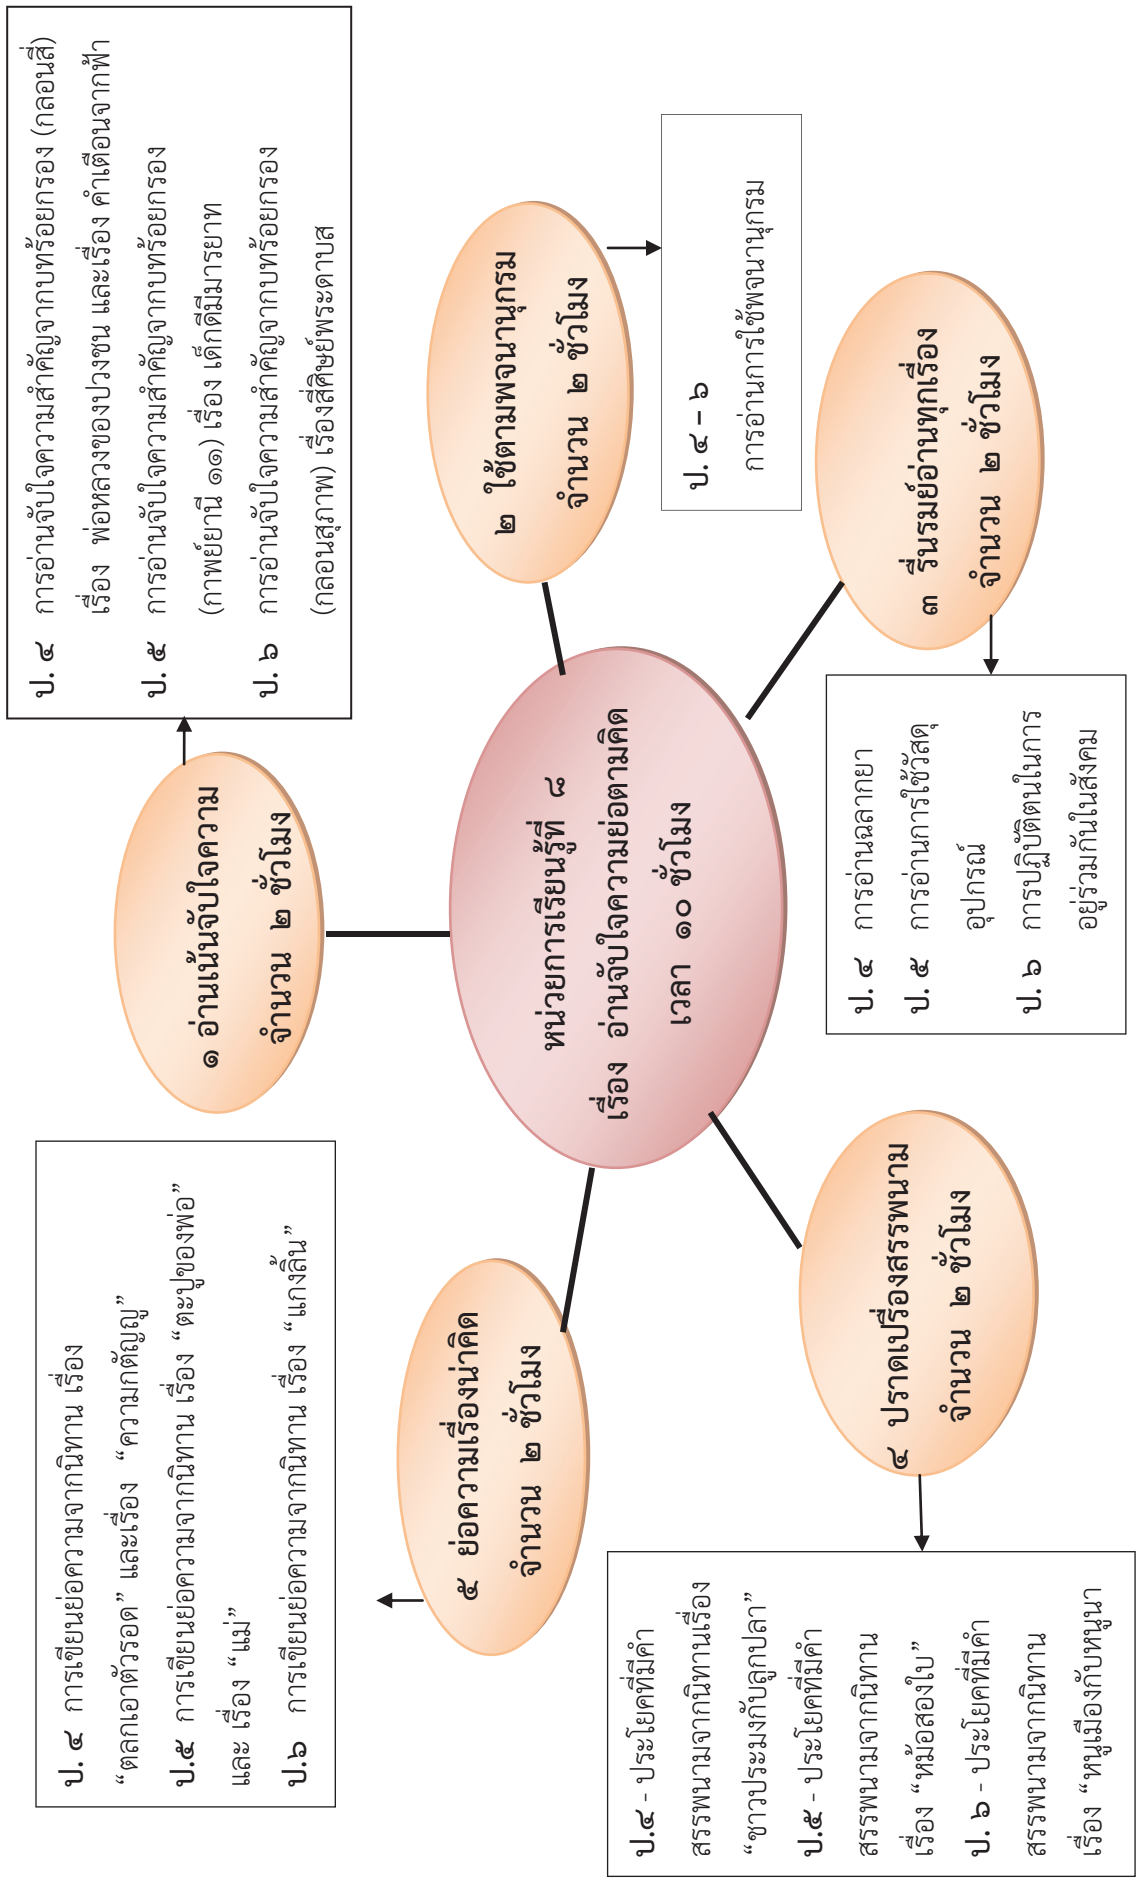 หน่วยการเรียนรู้ที่ ๘
เรื่อง อ่านจับใจความย่อตามคิด
เวลา ๑๐ ชั่วโมง
๑ อ่านเน้นจับใจความ
จำนวน ๒ ชั่วโมง
ป. ๔ การอ่านจับใจความสำคัญจากบทร้อยกรอง (กลอนสี่)
เรื่อง พ่อหลวงของปวงชน และเรื่อง คำเตือนจากฟ้า
ป. ๕ การอ่านจับใจความสำคัญจากบทร้อยกรอง
(กาพย์ยานี ๑๑) เรื่อง เด็กดีมีมารยาท
ป. ๖ การอ่านจับใจความสำคัญจากบทร้อยกรอง
(กลอนสุภาพ) เรื่องสี่ศิษย์พระดาบส
๒ ใช้ตามพจนานุกรม
จำนวน ๒ ชั่วโมง
ป. ๔ – ๖
การอ่านการใช้พจนานุกรม
๓ รื่นรมย์อ่านทุกเรื่อง
จำนวน ๒ ชั่วโมง
ป. ๔ การอ่านฉลากยา
ป. ๕ การอ่านการใช้วัสดุ
อุปกรณ์
ป. ๖ การปฏิบัติตนในการ
อยู่ร่วมกันในสังคม
๔ ปราดเปรื่องสรรพนาม
จำนวน ๒ ชั่วโมง
ป.๔ - ประโยคที่มีคำ
สรรพนามจากนิทานเรื่อง
“ชาวประมงกับลูกปลา”
ป.๕ - ประโยคที่มีคำ
สรรพนามจากนิทาน
เรื่อง “หม้อสองใบ”
ป. ๖ - ประโยคที่มีคำ
สรรพนามจากนิทาน
เรื่อง “หนูเมืองกับหนูนา
๕ ย่อความเรื่องน่าคิด
จำนวน ๒ ชั่วโมง
ป. ๔ การเขียนย่อความจากนิทาน เรื่อง
“ตลกเอาตัวรอด” และเรื่อง “ความกตัญญู”
ป.๕ การเขียนย่อความจากนิทาน เรื่อง “ตะปูของพ่อ”
และ เรื่อง “แม่”
ป.๖ การเขียนย่อความจากนิทาน เรื่อง “แกงลิ้น”